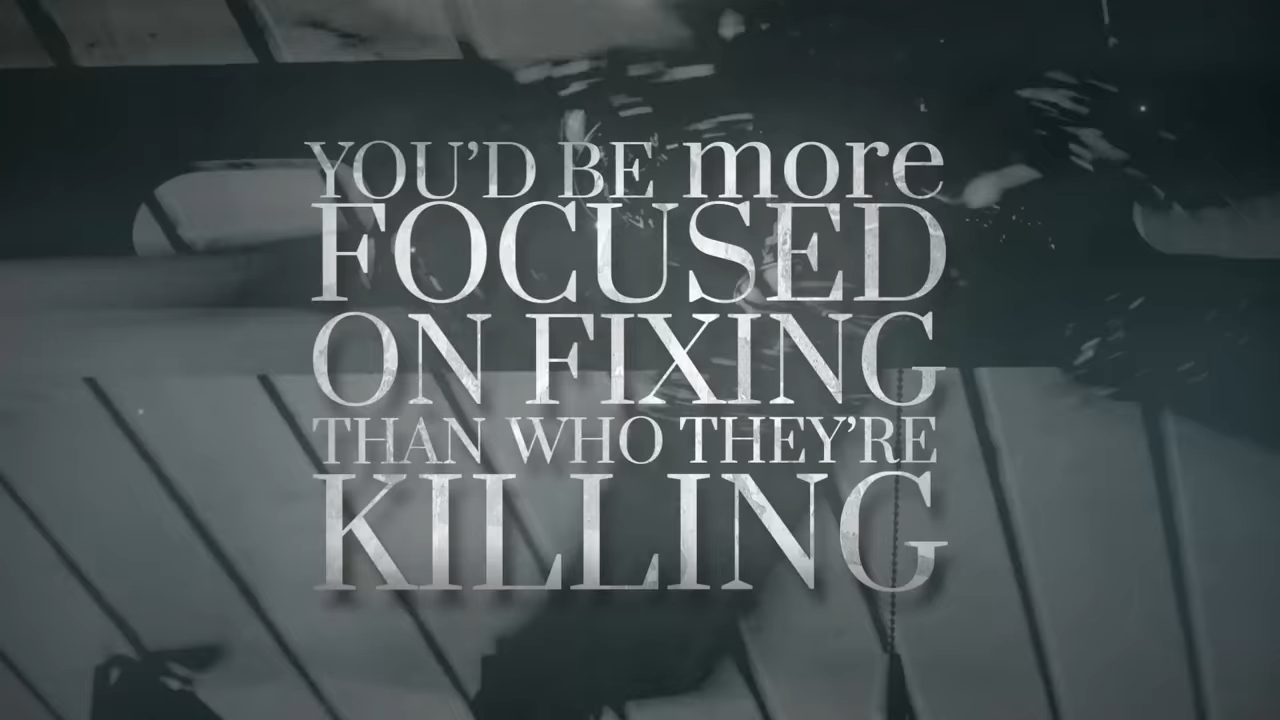 YOU'D BE more
FOCUSED
ON FIXING
THAN WHO THEY'RE
KILLING